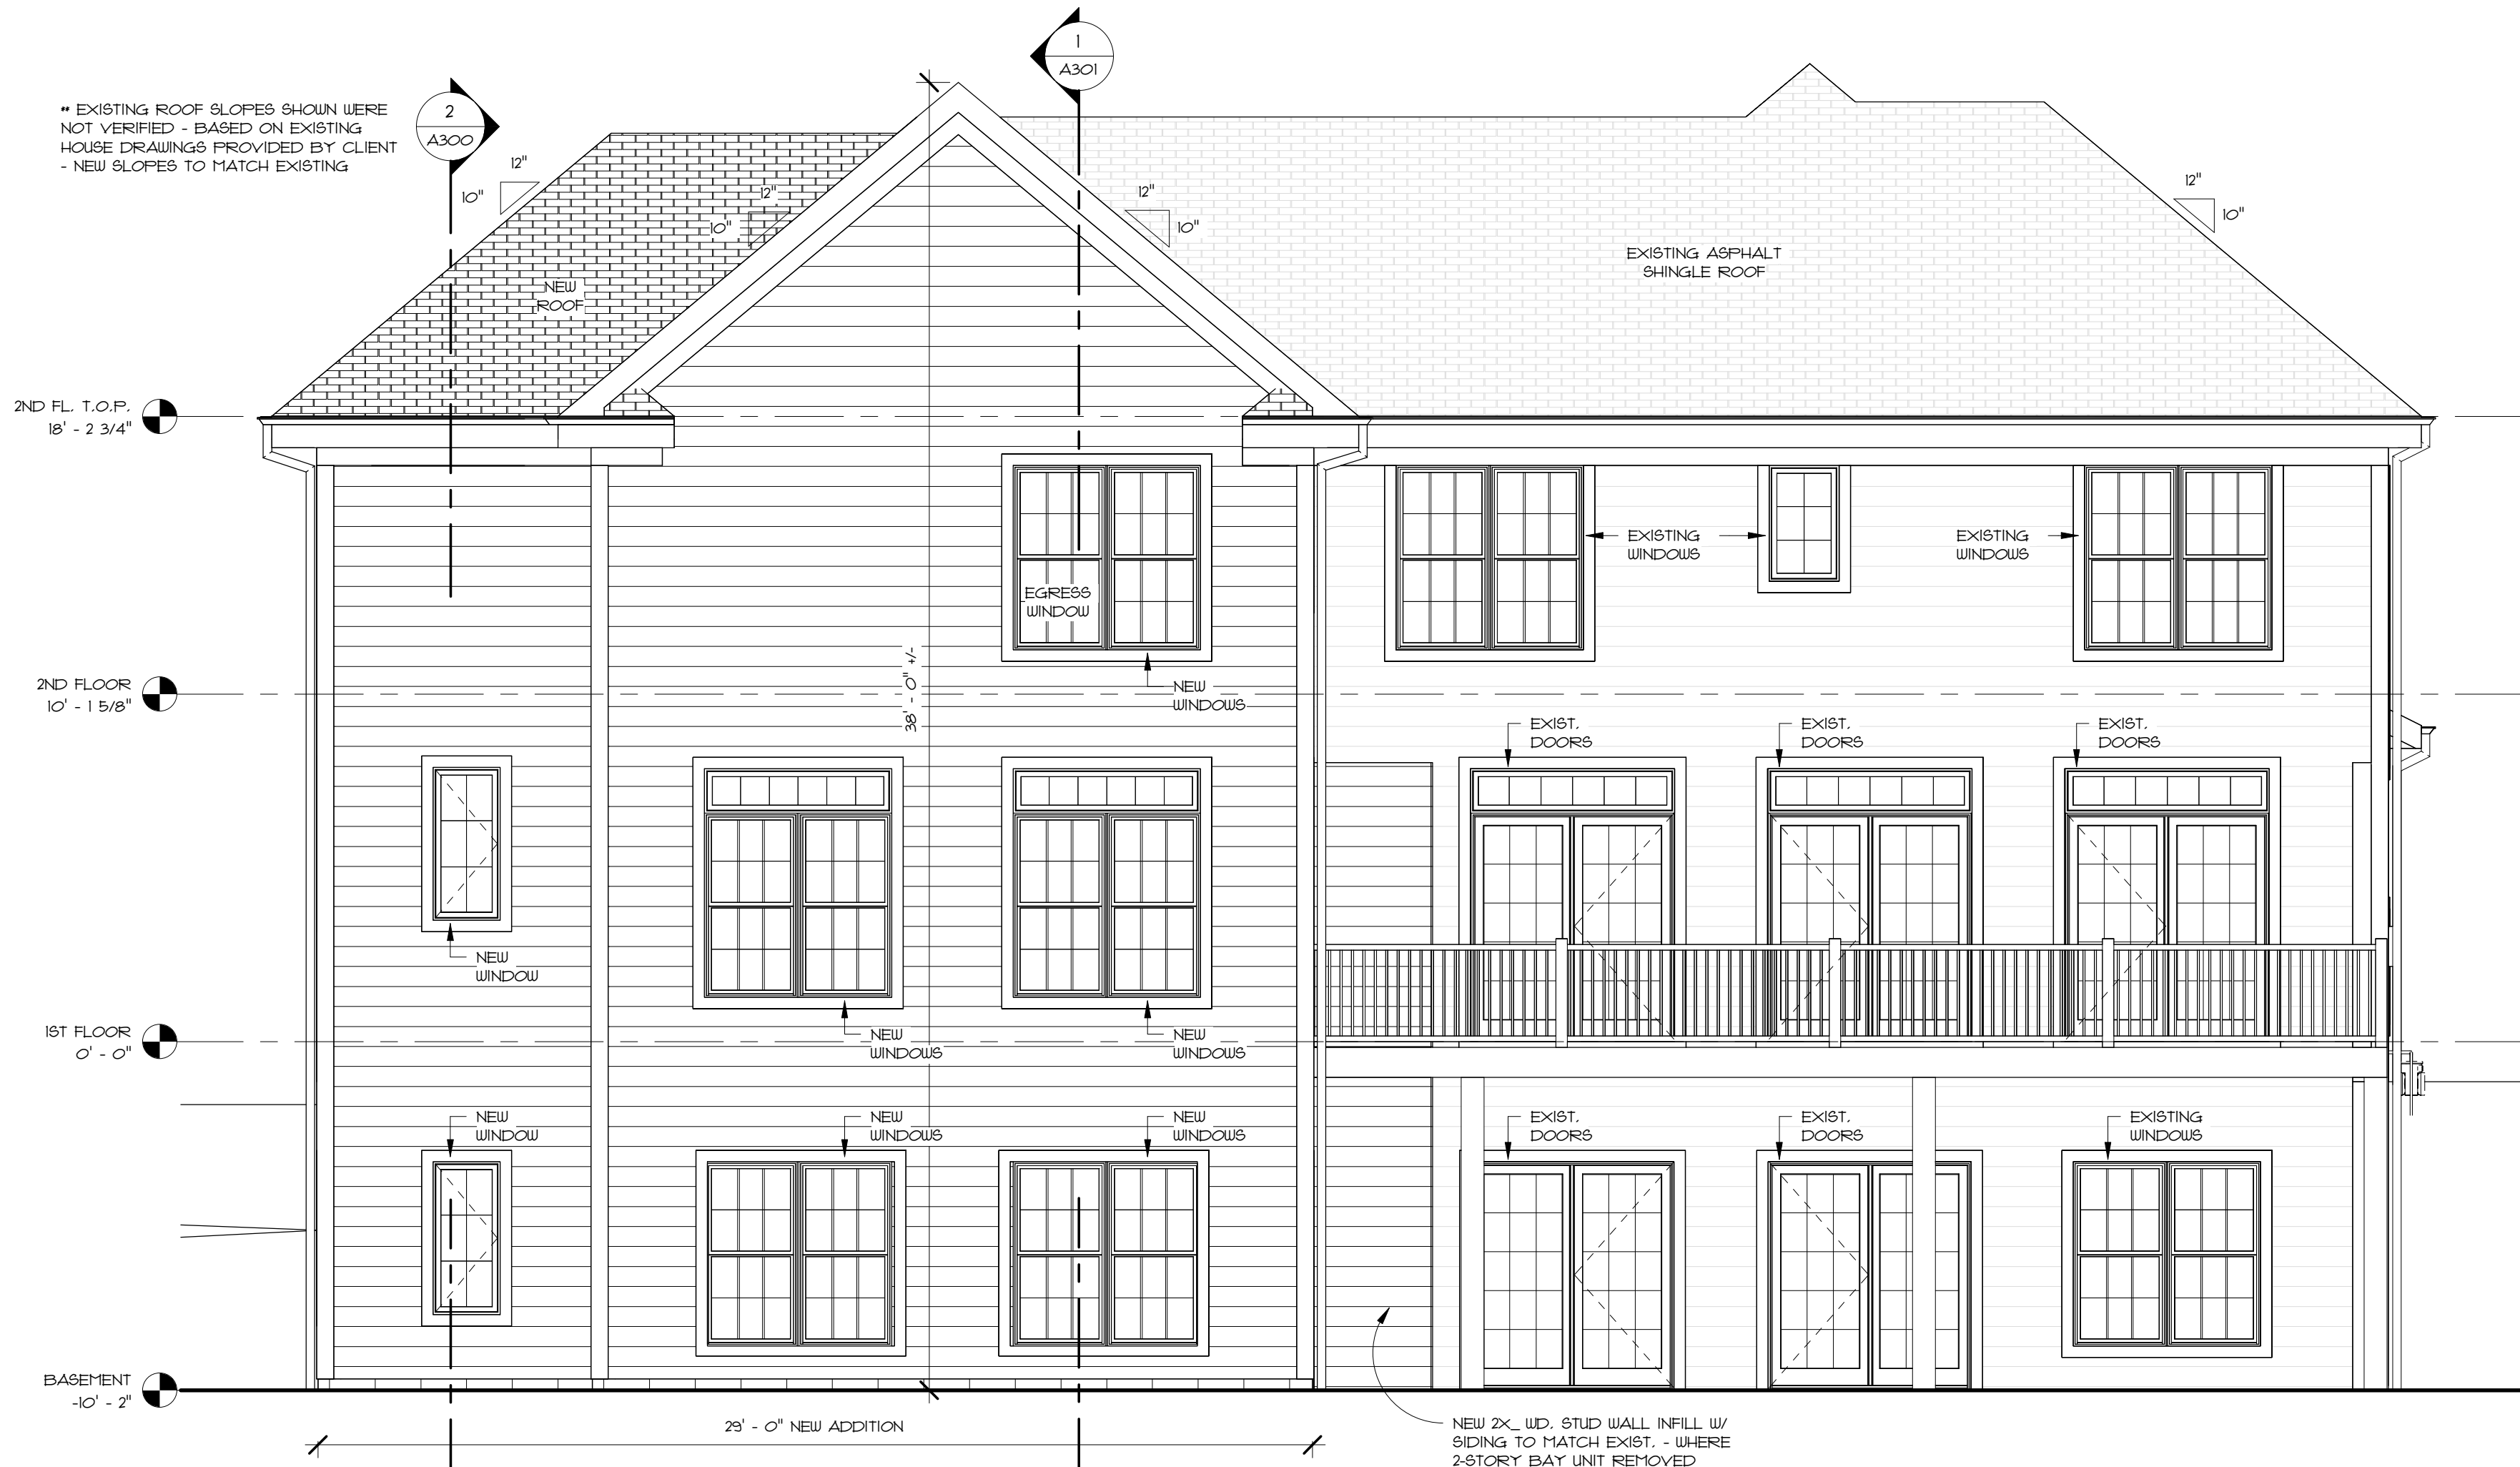 1
A301
** EXISTING ROOF SLOPES SHOWN WERE
NOT VERIFIED - BASED ON EXISTING
HOUSE DRAWINGS PROVIDED BY CLIENT
- NEW SLOPES TO MATCH EXISTING
2
A300
12"
10"
12"
10"
12"
10"
12"
10"
NEW
ROOF
EXISTING ASPHALT
SHINGLE ROOF
2ND FL. T.O.P.
18' - 2 3/4"
EGRESS
WINDOW
EXISTING
WINDOWS
EXISTING
WINDOWS
38' - 0" +/-
NEW
WINDOWS
2ND FLOOR
10' - 1 5/8"
EXIST.
DOORS
EXIST.
DOORS
EXIST.
DOORS
NEW
WINDOW
NEW
WINDOWS
NEW
WINDOWS
1ST FLOOR
0' - 0"
NEW
WINDOW
NEW
WINDOWS
NEW
WINDOWS
EXIST.
DOORS
EXIST.
DOORS
EXISTING
WINDOWS
BASEMENT
-10' - 2"
29' - 0" NEW ADDITION
NEW 2X_ WD. STUD WALL INFILL W/
SIDING TO MATCH EXIST. - WHERE
2-STORY BAY UNIT REMOVED